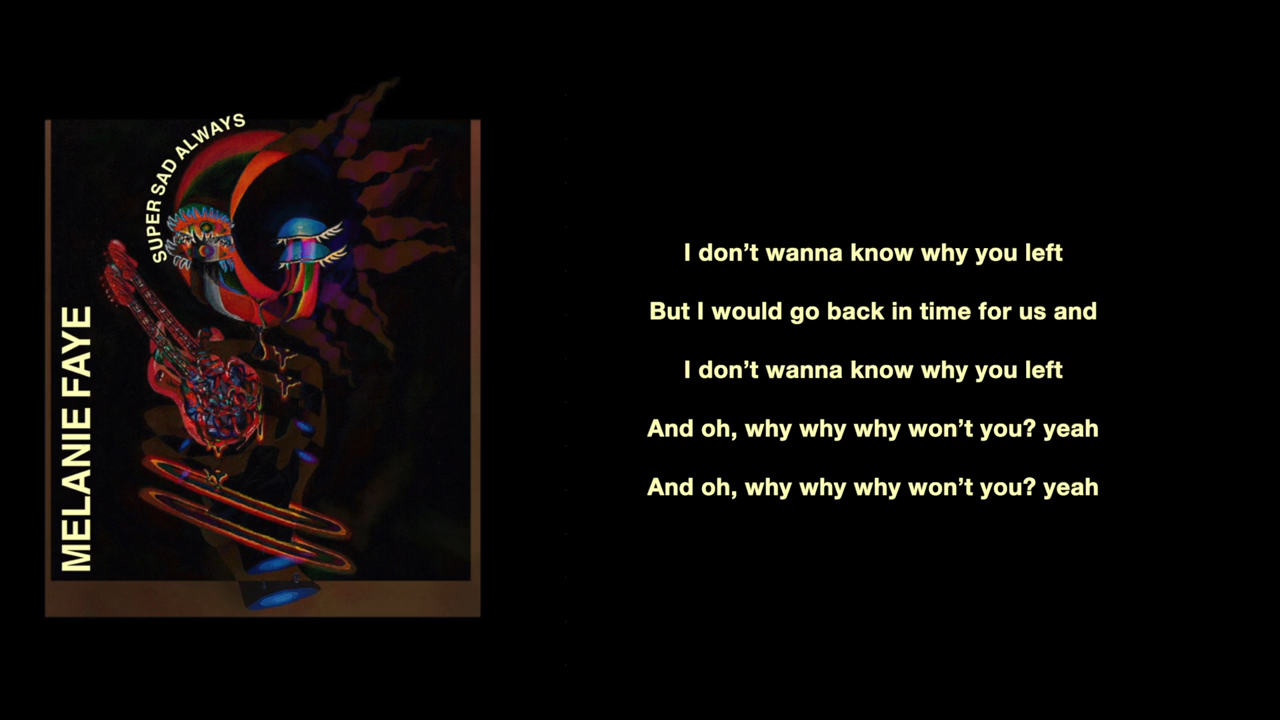 SUPER SAD ALWAYS
MELANIE FAYE
I don’t wanna know why you left
But I would go back in time for us and
I don’t wanna know why you left
And oh, why why why won’t you? yeah
And oh, why why why won’t you? yeah